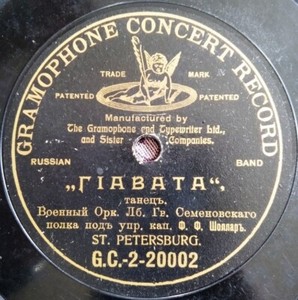 GRAMOPHONE CONCERT RECORD
TRADE MARK
PATENTED PATENTED
Manufactured by
The Gramophone and Typewriter Ltd.,
and Sister Companies.
RUSSIAN BAND
„ГІАВАТА“,
танецъ.
Военный Орк. Лб. Гв. Семеновскаго
полка подъ упр. кап. Ф. Ф. Шолларъ.
ST. PETERSBURG.
G.C.-2-20002